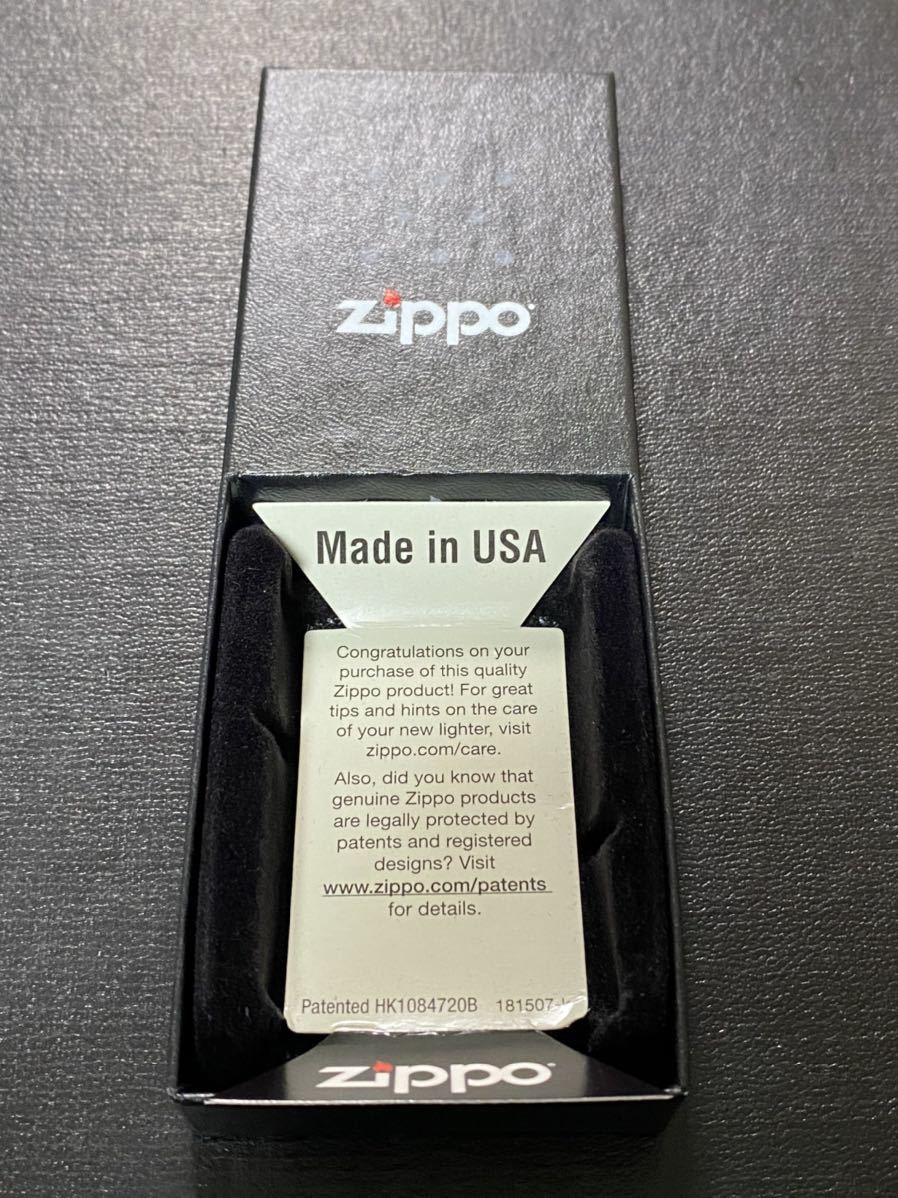 Zippo
Made in USA
Congratulations on your
purchase of this quality
Zippo product! For great
tips and hints on the care
of your new lighter, visit
zippo.com/care.
Also, did you know that
genuine Zippo products
are legally protected by
patents and registered
designs? Visit
www.zippo.com/patents
for details.
Patented HK1084720B 181507-
Zippo